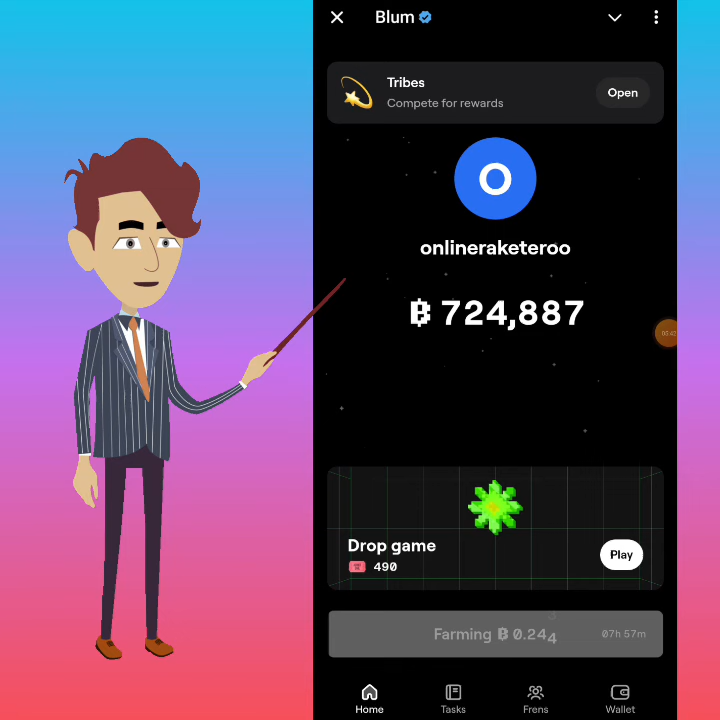 Blum
Tribes
Compete for rewards
Open
O
onlineraketeroo
724,887
Drop game
490
Play
Farming 0.244
07h 57m
Home
Tasks
Frens
Wallet